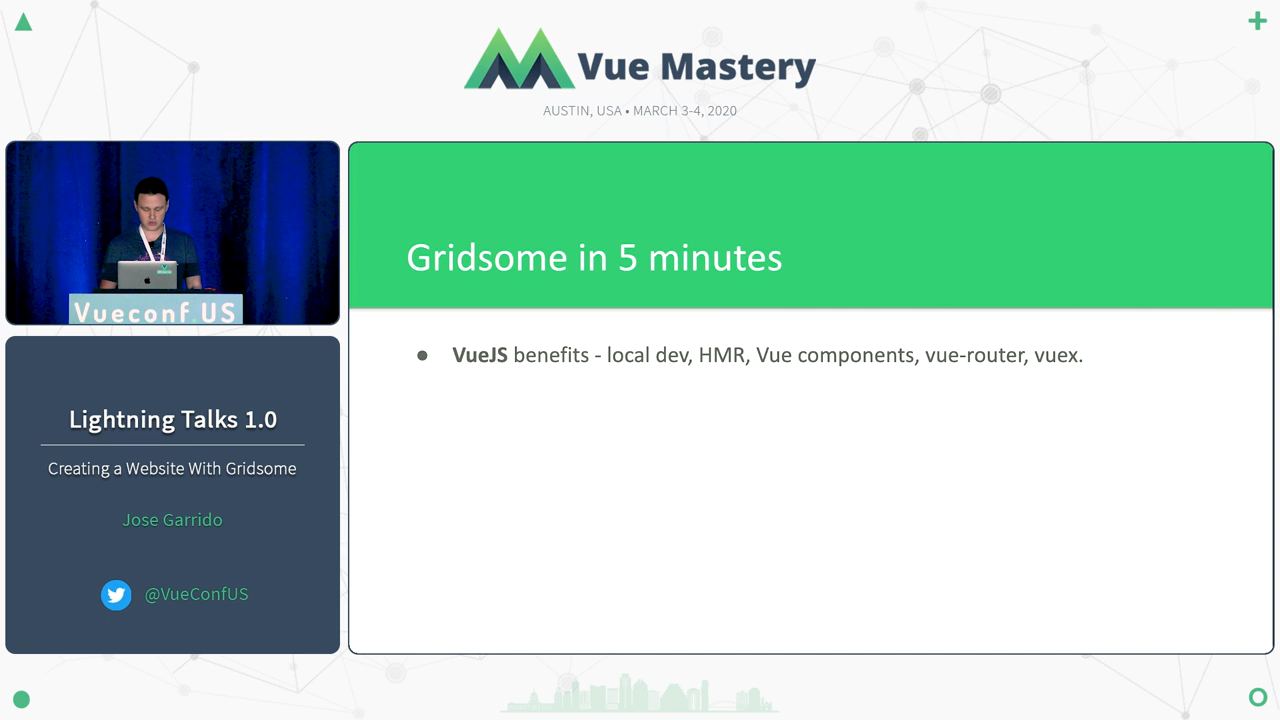 Vue Mastery
AUSTIN, USA • MARCH 3-4, 2020
Vueconf.US
Lightning Talks 1.0
Creating a Website With Gridsome
Jose Garrido
@VueConfUS
Gridsome in 5 minutes
● VueJS benefits - local dev, HMR, Vue components, vue-router, vuex.